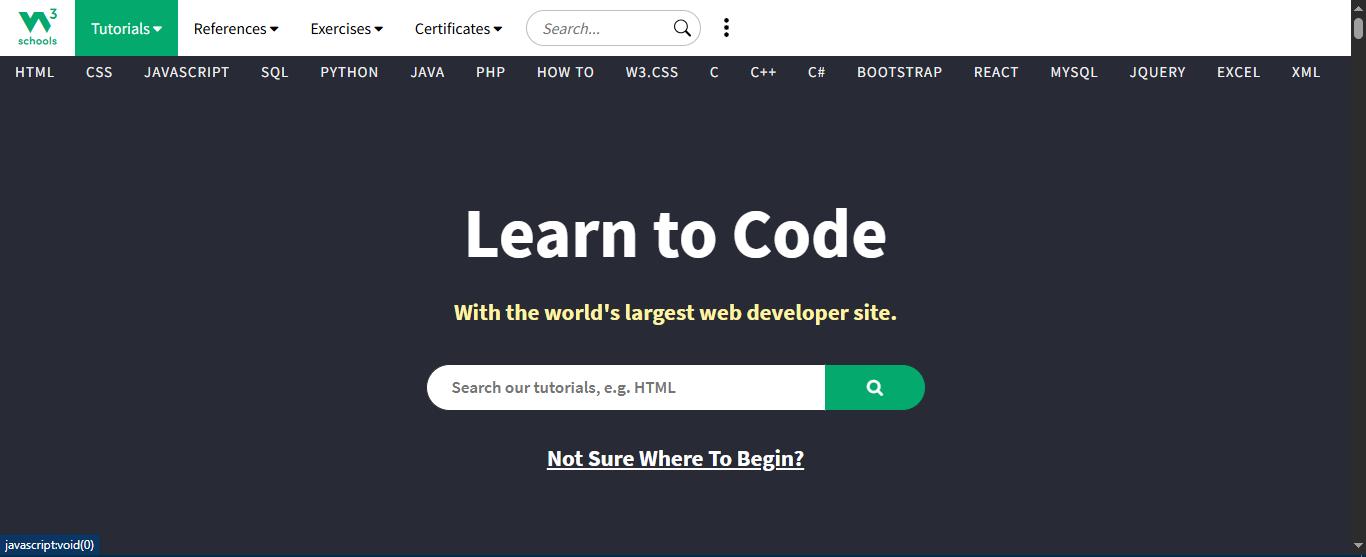 W3 schools Tutorials References Exercises Certificates Search...
HTML CSS JAVASCRIPT SQL PYTHON JAVA PHP HOW TO W3.CSS C C++ C# BOOTSTRAP REACT MYSQL JQUERY EXCEL XML
Learn to Code
With the world's largest web developer site.
Search our tutorials, e.g. HTML
Not Sure Where To Begin?
javascript:void(0)